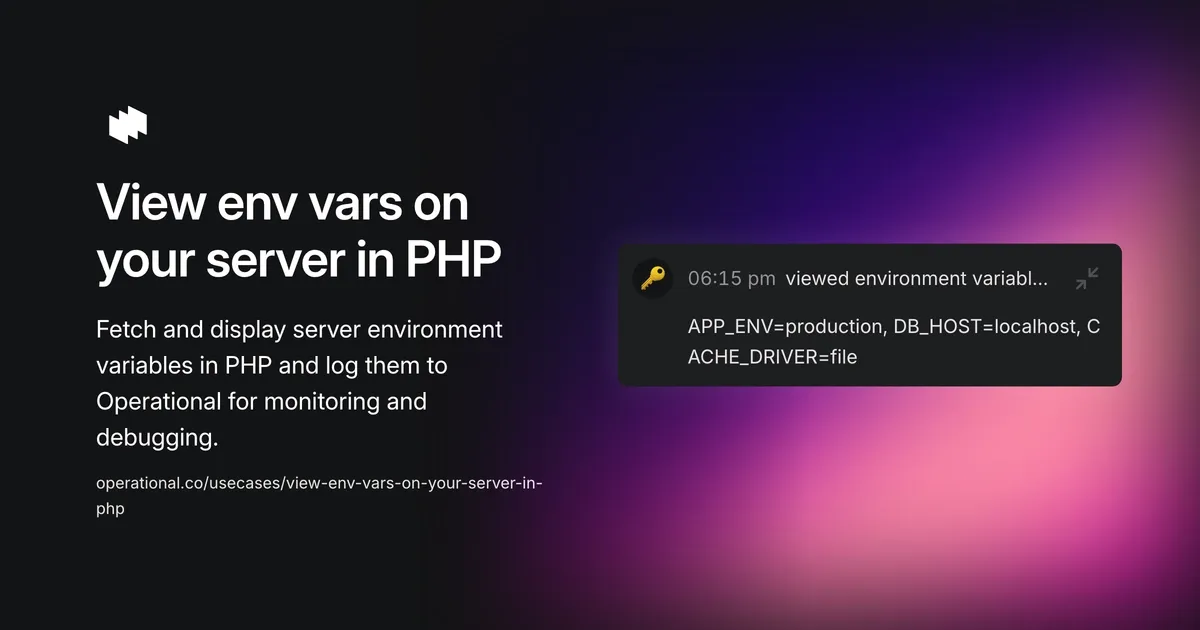 View env vars on
your server in PHP
Fetch and display server environment
variables in PHP and log them to
Operational for monitoring and
debugging.
operational.co/usecases/view-env-vars-on-your-server-in-
php
06:15 pm viewed environment variabl...
APP_ENV=production, DB_HOST=localhost, C
ACHE_DRIVER=file